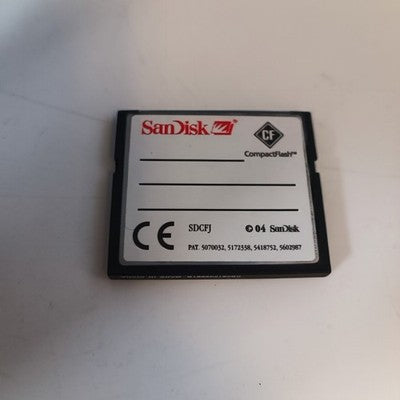 SanDisk
CF
CompactFlash™
CE
SDCFJ
© 04 SanDisk
PAT. 5070032, 5172338, 5418752, 5602987